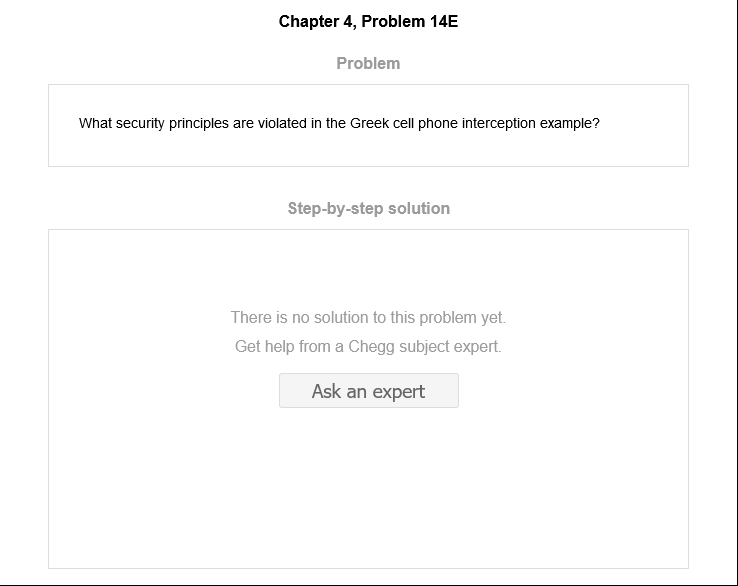 Chapter 4, Problem 14E
Problem
What security principles are violated in the Greek cell phone interception example?
Step-by-step solution
There is no solution to this problem yet.
Get help from a Chegg subject expert.
Ask an expert